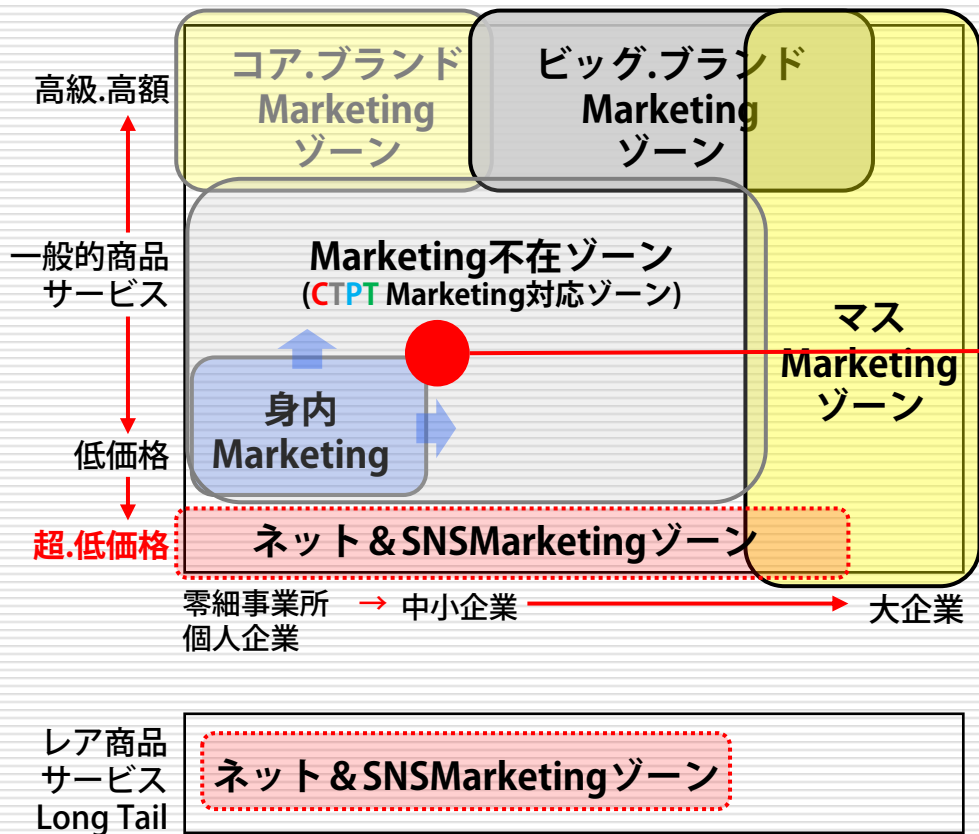 コア.ブランド
Marketing
ゾーン
ビッグ.ブランド
Marketing
ゾーン
高級.高額
一般的商品
サービス
Marketing不在ゾーン
(CTPT Marketing対応ゾーン)
マス
Marketing
ゾーン
身内
Marketing
低価格
超.低価格
ネット＆SNSMarketingゾーン
零細事業所
個人企業
→ 中小企業
大企業
レア商品
サービス
Long Tail
ネット＆SNSMarketingゾーン